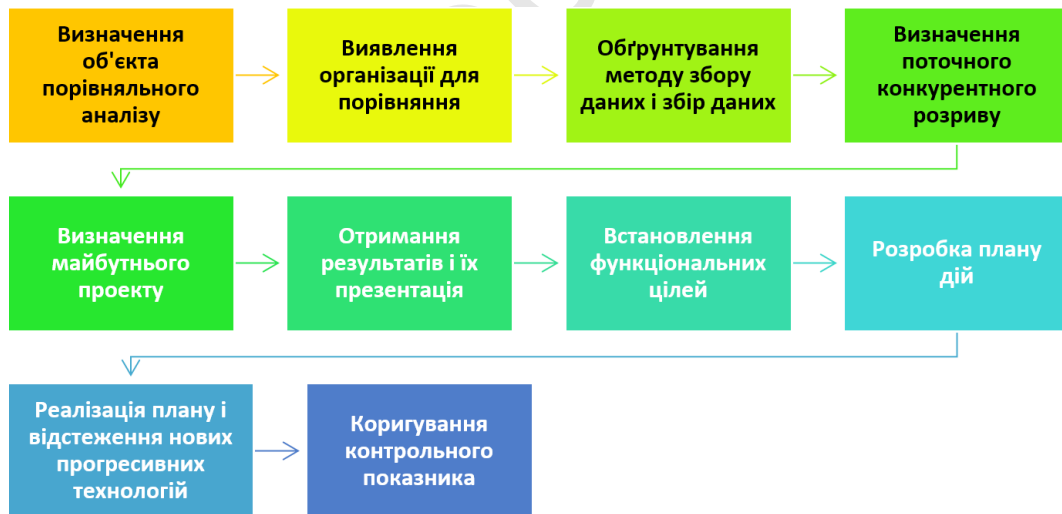 Визначення
об'єкта
порівняльного
аналізу
Виявлення
організації для
порівняння
Обґрунтування
методу збору
даних і збір даних
Визначення
поточного
конкурентного
розриву
Визначення
майбутнього
проекту
Отримання
результатів і їх
презентація
Встановлення
функціональних
цілей
Розробка плану
дій
Реалізація плану і
відстеження нових
прогресивних
технологій
Коригування
контрольного
показника